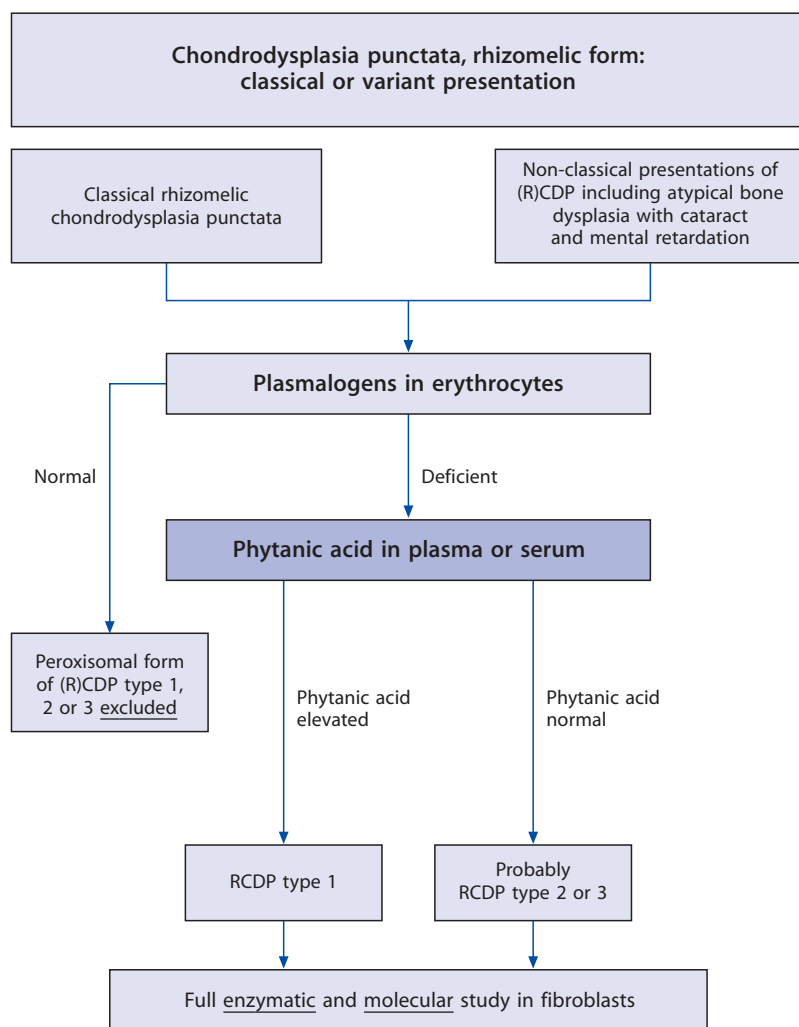 Chondrodysplasia punctata, rhizomelic form:
classical or variant presentation
Classical rhizomelic
chondrodysplasia punctata
Non-classical presentations of
(R)CDP including atypical bone
dysplasia with cataract
and mental retardation
Plasmalogens in erythrocytes
Normal
Deficient
Phytanic acid in plasma or serum
Peroxisomal form
of (R)CDP type 1,
2 or 3 excluded
Phytanic acid
elevated
Phytanic acid
normal
RCDP type 1
Probably
RCDP type 2 or 3
Full enzymatic and molecular study in fibroblasts